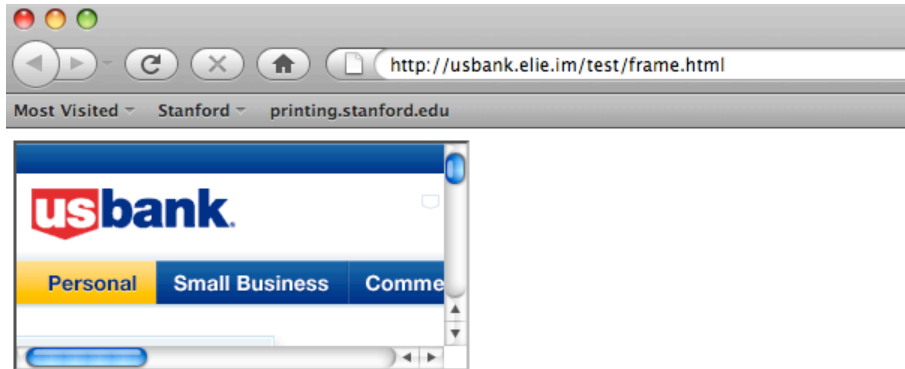 http://usbank.elie.im/test/frame.html
Most Visited Stanford printing.stanford.edu
usbank.
Personal Small Business Comme